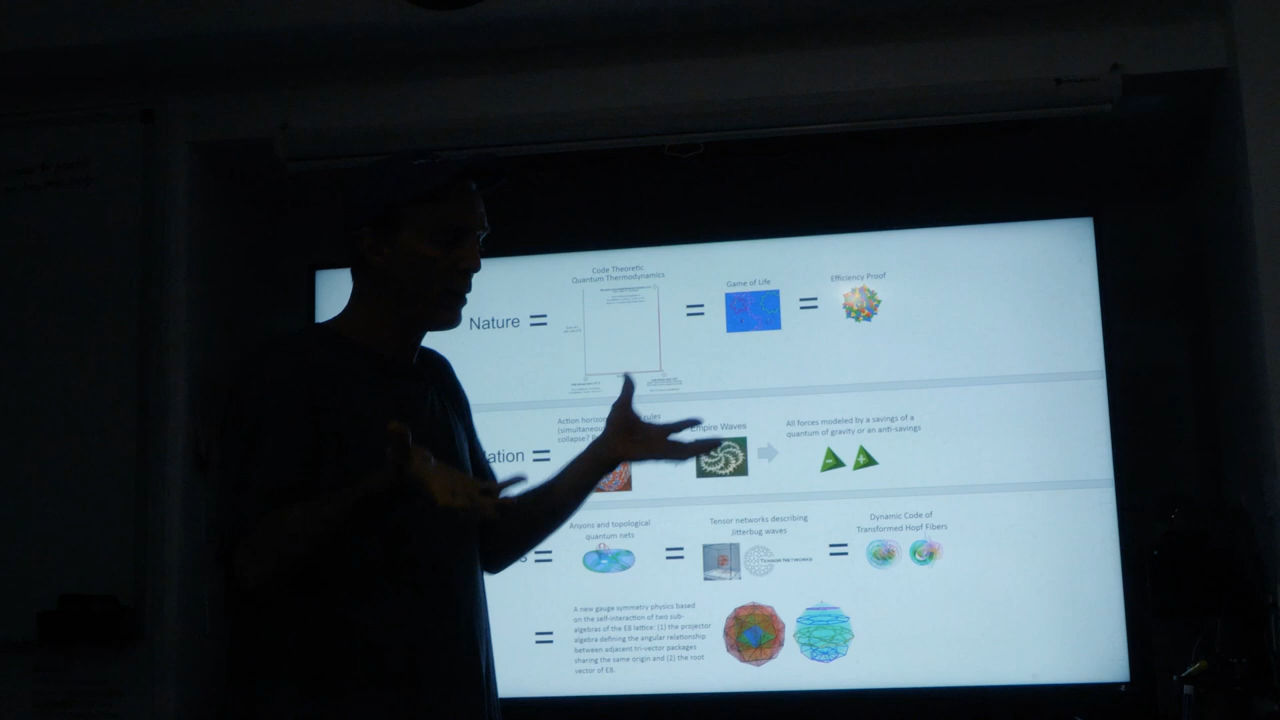 Code Theoretic
Quantum Thermodynamics
Nature =
=
Game of Life
=
Efficiency Proof
Action
rules
(simultaneous
collapse?
lation =
Empire Waves
All forces modeled by a savings of a
quantum of gravity or an anti-savings
- +
s =
Anyons and topological
quantum nets
=
Tensor networks describing
Jitterbug waves
TENSOR NETWORKS
=
Dynamic Code of
Transformed Hopf Fibers
=
A new gauge symmetry physics based
on the self-interaction of two sub-
algebras of the E8 lattice: (1) the projector
algebra defining the angular relationship
between adjacent tri-vector packages
sharing the same origin and (2) the root
vector of E8.